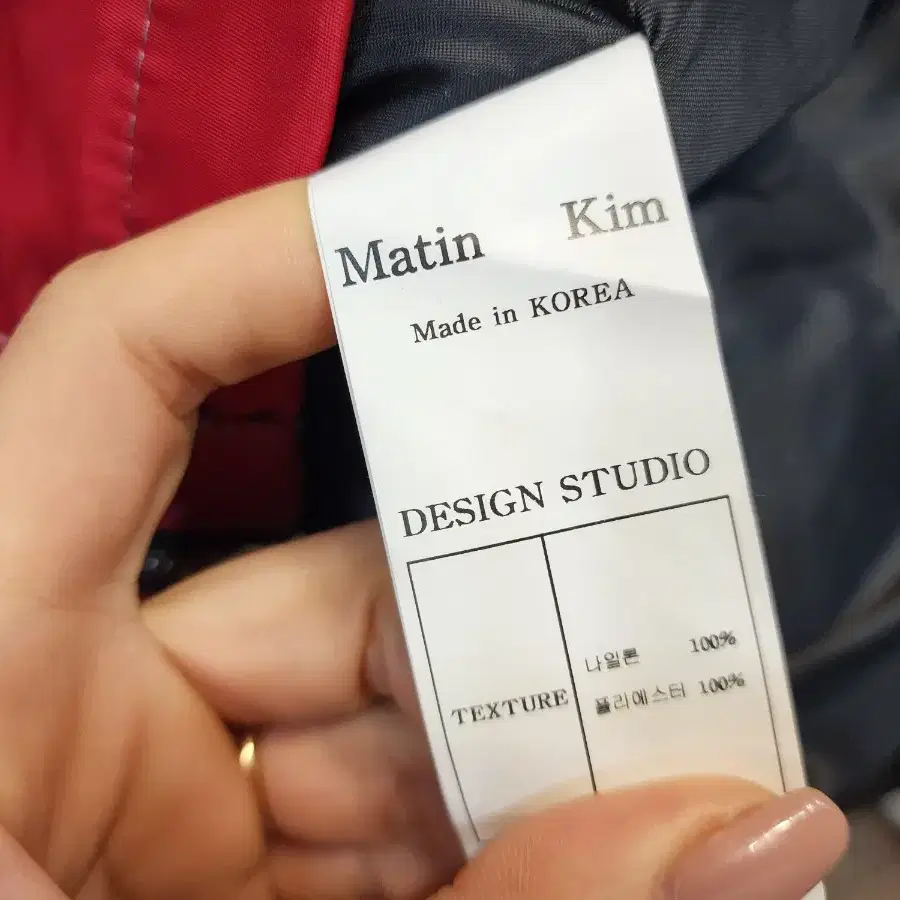 Matin Kim
Made in KOREA
DESIGN STUDIO
TEXTURE
나일론 100%
폴리에스터 100%